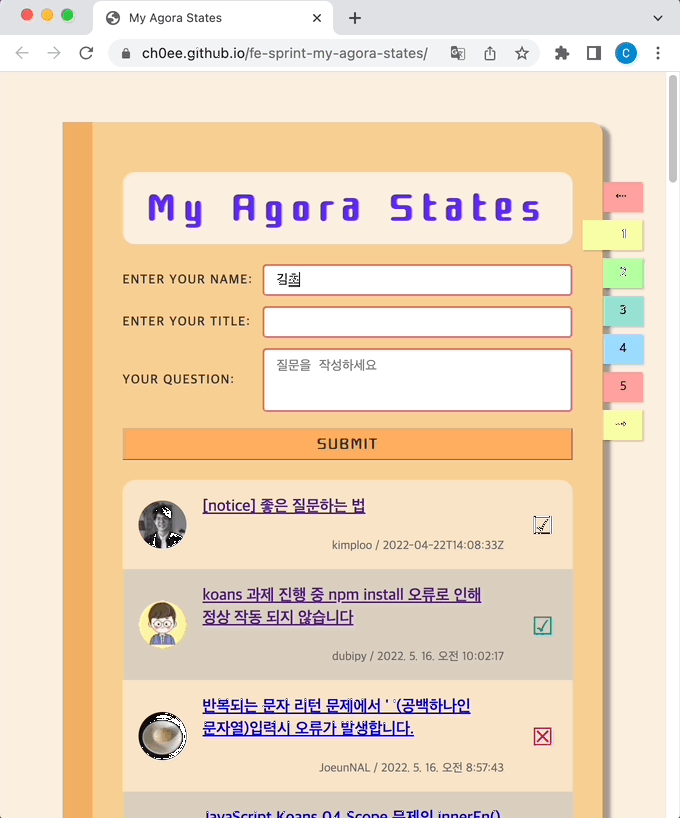 My Agora States
ch0ee.github.io/fe-sprint-my-agora-states/
C
My Agora States
ENTER YOUR NAME: 김초
ENTER YOUR TITLE:
YOUR QUESTION: 질문을 작성하세요
SUBMIT
←
1
2
3
4
5
→
[notice] 좋은 질문하는 법
kimploo / 2022-04-22T14:08:33Z
koans 과제 진행 중 npm install 오류로 인해
정상 작동 되지 않습니다
dubipy / 2022. 5. 16. 오전 10:02:17
반복되는 문자 리턴 문제에서 ' '(공백하나인
문자열)입력시 오류가 발생합니다.
JoeunNAL / 2022. 5. 16. 오전 8:57:43
JavaScript Koans 04 Scope 문제의 innerFn()